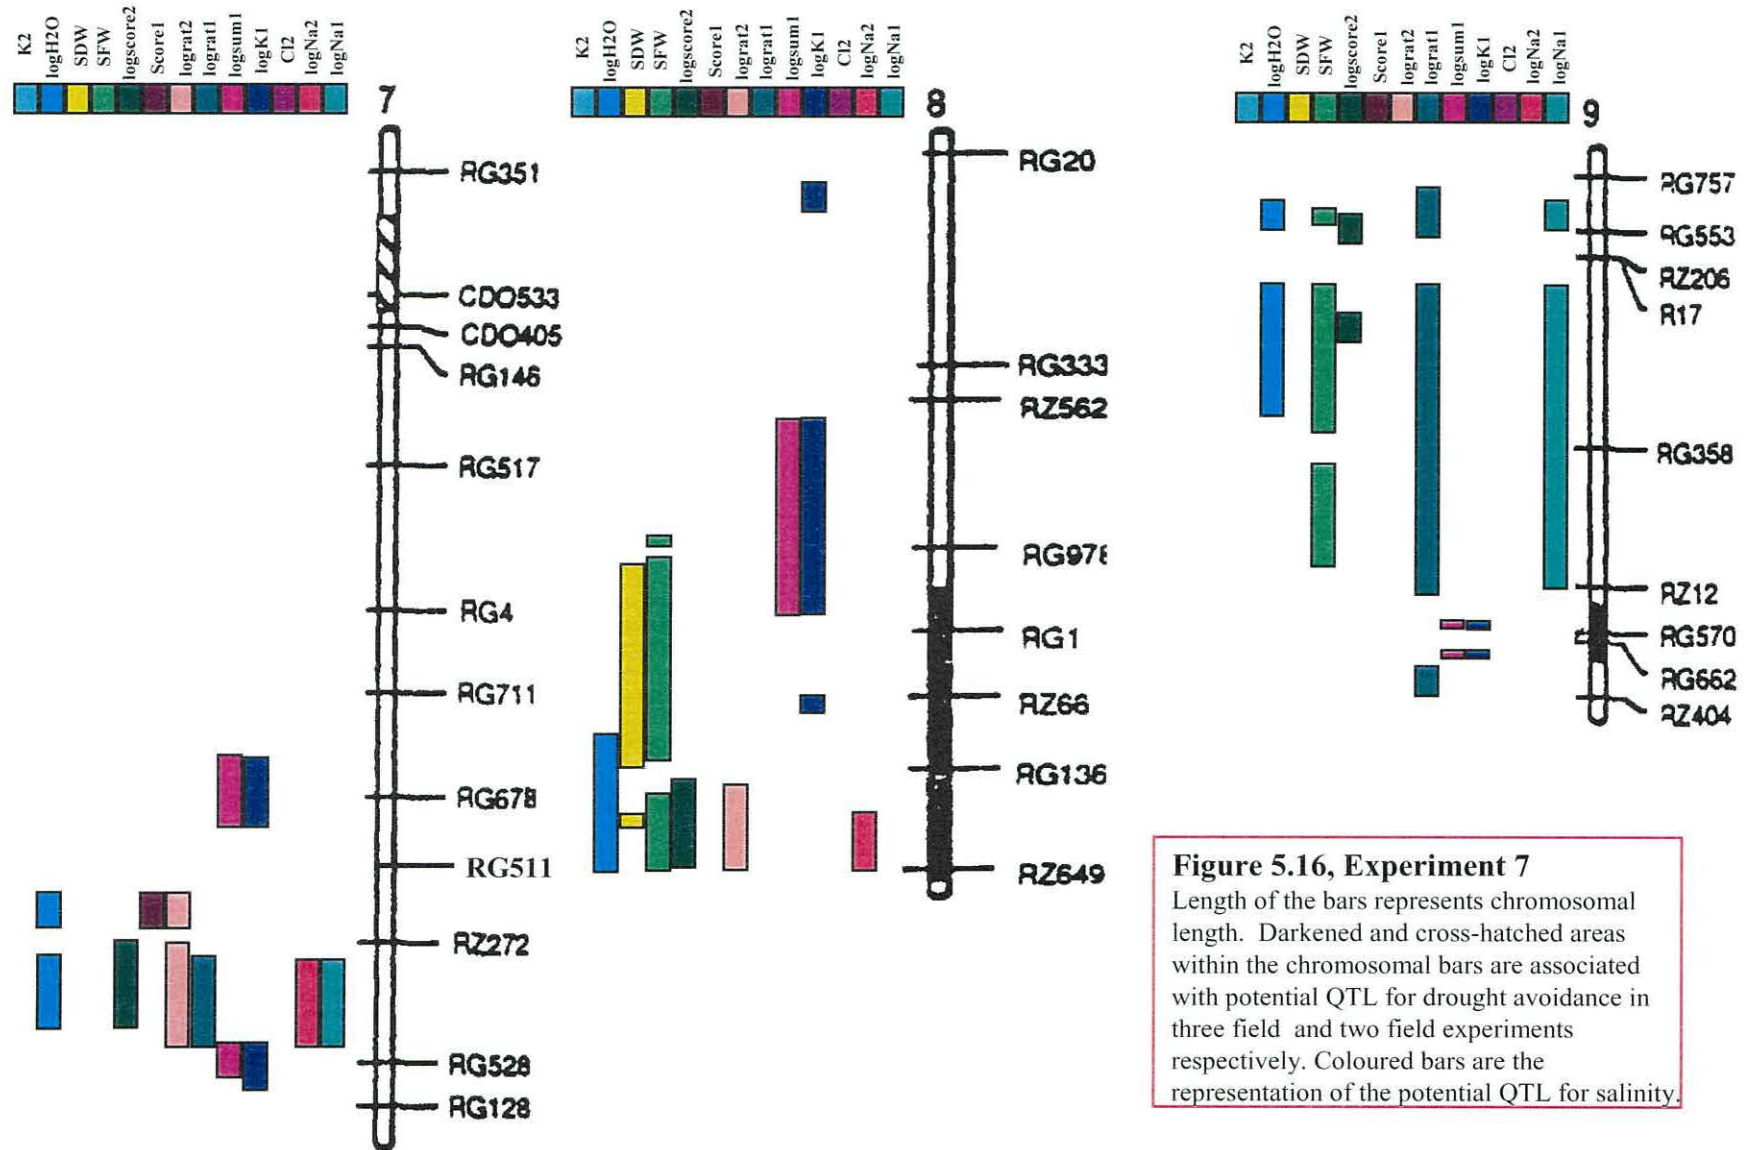 K2
logH2O
SDW
SFW
logscore2
Score1
lograt2
lograt1
logsum1
logK1
Cl2
logNa2
logNa1
7
RG351
CDO533
CDO405
RG146
RG517
RG4
RG711
RG678
RG511
RZ272
RG528
RG128
K2
logH2O
SDW
SFW
logscore2
Score1
lograt2
lograt1
logsum1
logK1
Cl2
logNa2
logNa1
8
RG20
RG333
RZ562
RG978
RG1
RZ66
RG136
RZ649
K2
logH2O
SDW
SFW
logscore2
Score1
lograt2
lograt1
logsum1
logK1
Cl2
logNa2
logNa1
9
RG757
RG553
RZ206
R17
RG358
RZ12
RG570
RG662
RZ404
Figure 5.16, Experiment 7
Length of the bars represents chromosomal
length. Darkened and cross-hatched areas
within the chromosomal bars are associated
with potential QTL for drought avoidance in
three field and two field experiments
respectively. Coloured bars are the
representation of the potential QTL for salinity.